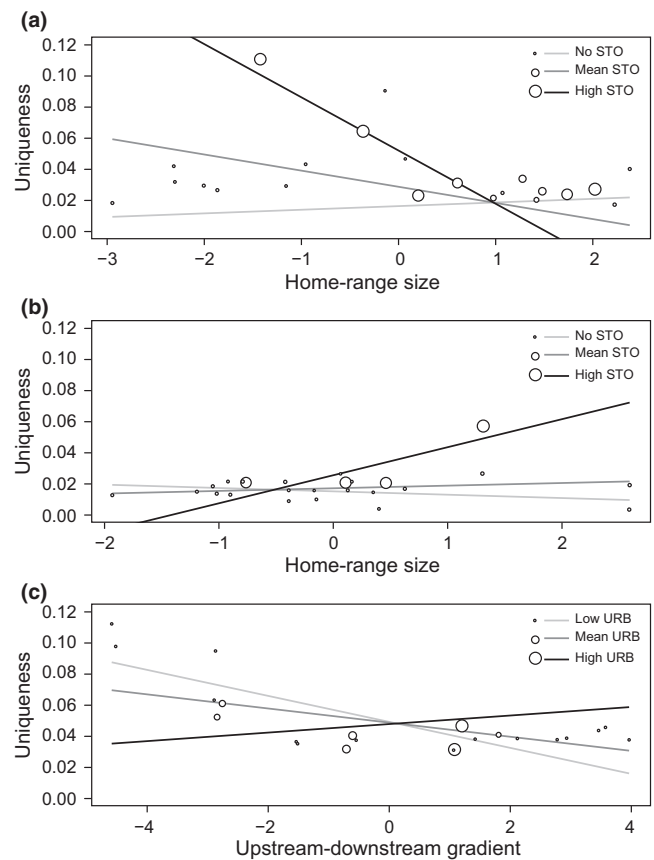 (a)
0.12
0.10
0.08
0.06
0.04
0.02
0.00
Uniqueness
No STO
Mean STO
High STO
−3 −2 −1 0 1 2
Home-range size
(b)
0.12
0.10
0.08
0.06
0.04
0.02
0.00
Uniqueness
No STO
Mean STO
High STO
−2 −1 0 1 2
Home-range size
(c)
0.12
0.10
0.08
0.06
0.04
0.02
0.00
Uniqueness
Low URB
Mean URB
High URB
−4 −2 0 2 4
Upstream-downstream gradient